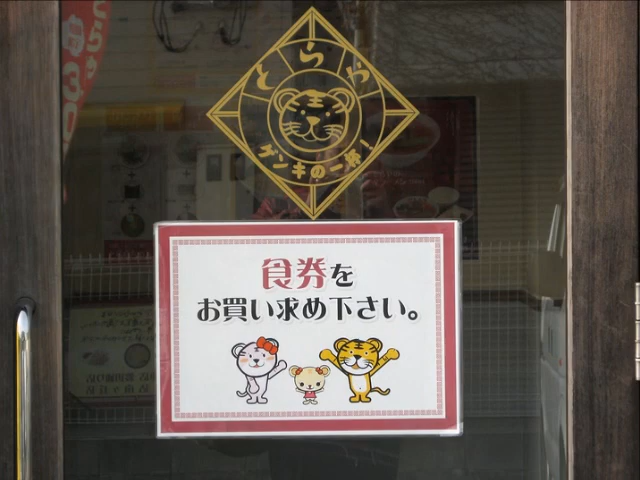 とらや
ゲンキの一杯！
食券を
お買い求め下さい。